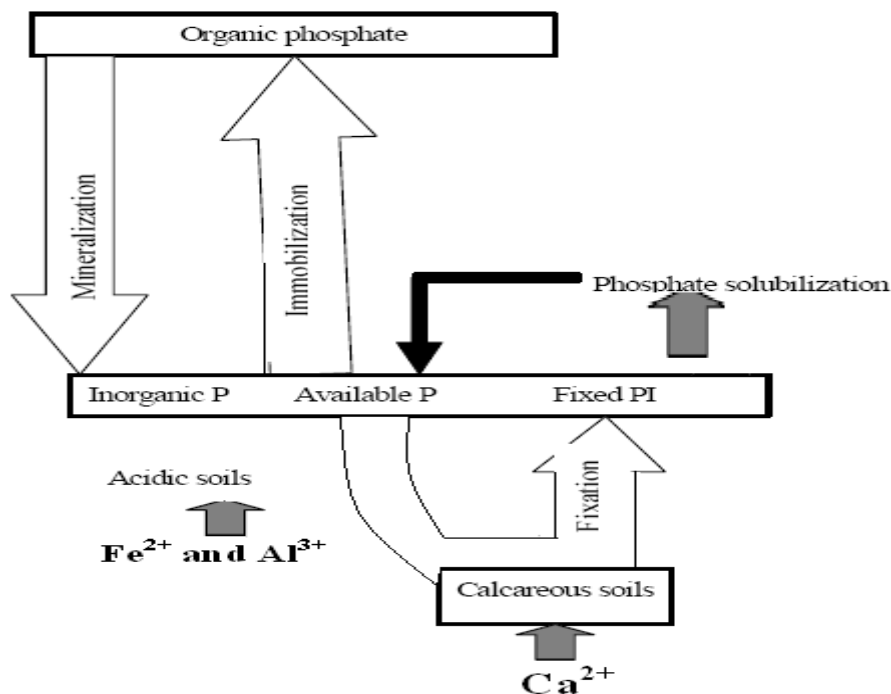 Organic phosphate
Mineralization
Immobilization
Phosphate solubilization
Inorganic P Available P Fixed PI
Acidic soils
Fixation
Fe²⁺ and Al³⁺
Calcareous soils
Ca²⁺